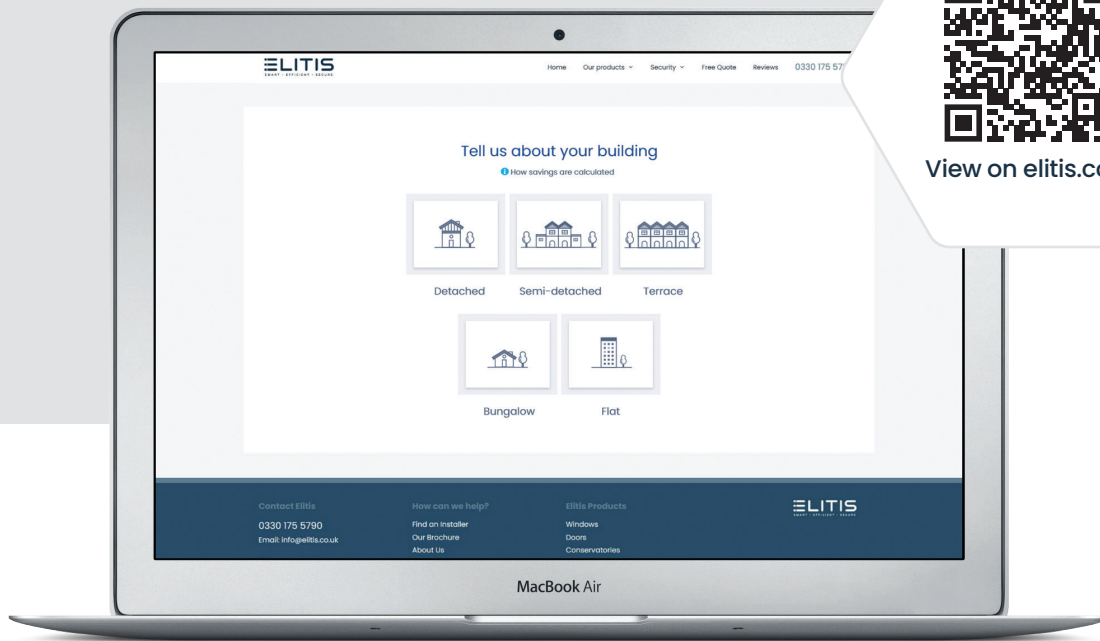 ELITIS
SMART • EFFICIENT • SECURE
Home Our products Security Free Quote Reviews 0330 175 57
View on elitis.co
Tell us about your building
How savings are calculated
Detached Semi-detached Terrace
Bungalow Flat
Contact Elitis
0330 175 5790
Email: info@elitis.co.uk
How can we help?
Find an Installer
Our Brochure
About Us
Elitis Products
Windows
Doors
Conservatories
ELITIS
SMART • EFFICIENT • SECURE
MacBook Air